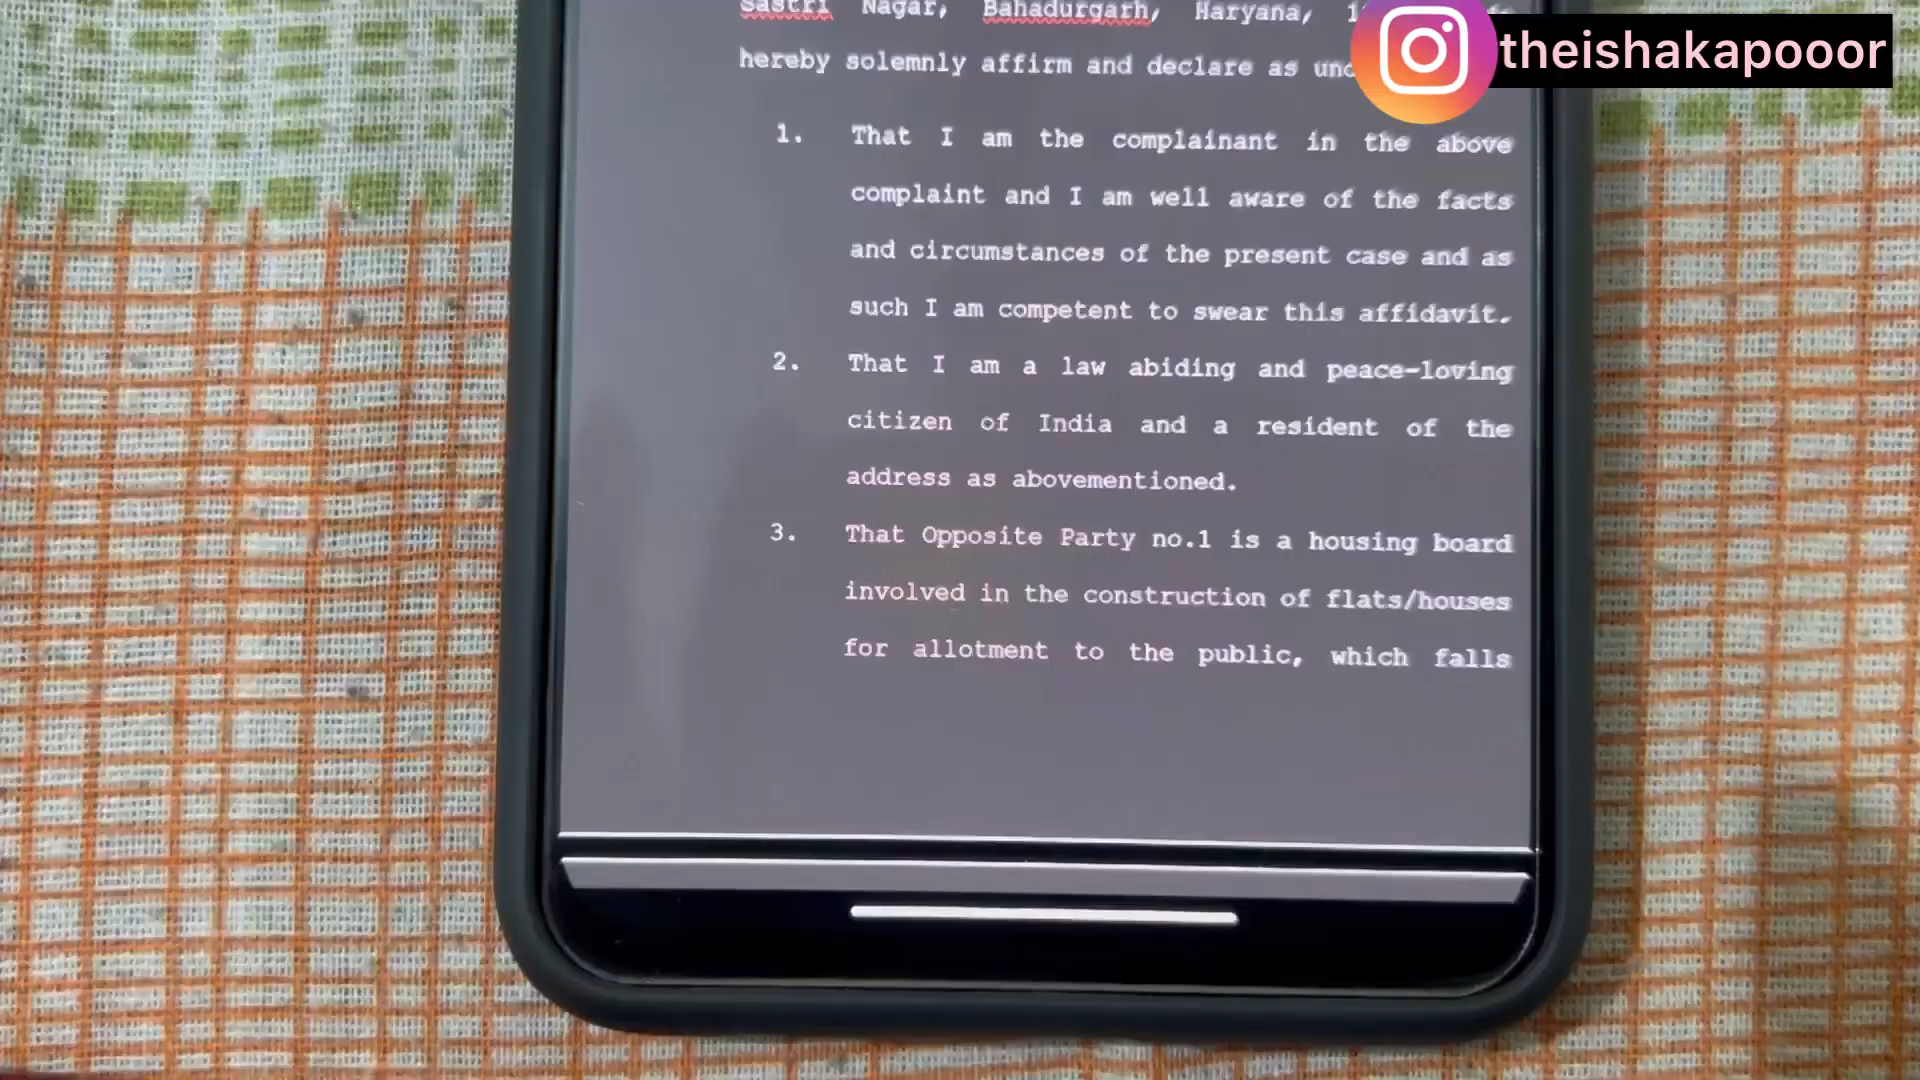 Sastri Nagar, Bahadurgarh, Haryana,
theishakapooor
hereby solemnly affirm and declare as
1. That I am the complainant in the above
complaint and I am well aware of the facts
and circumstances of the present case and as
such I am competent to swear this affidavit.
2. That I am a law abiding and peace-loving
citizen of India and a resident of the
address as abovementioned.
3. That Opposite Party no.1 is a housing board
involved in the construction of flats/houses
for allotment to the public, which falls